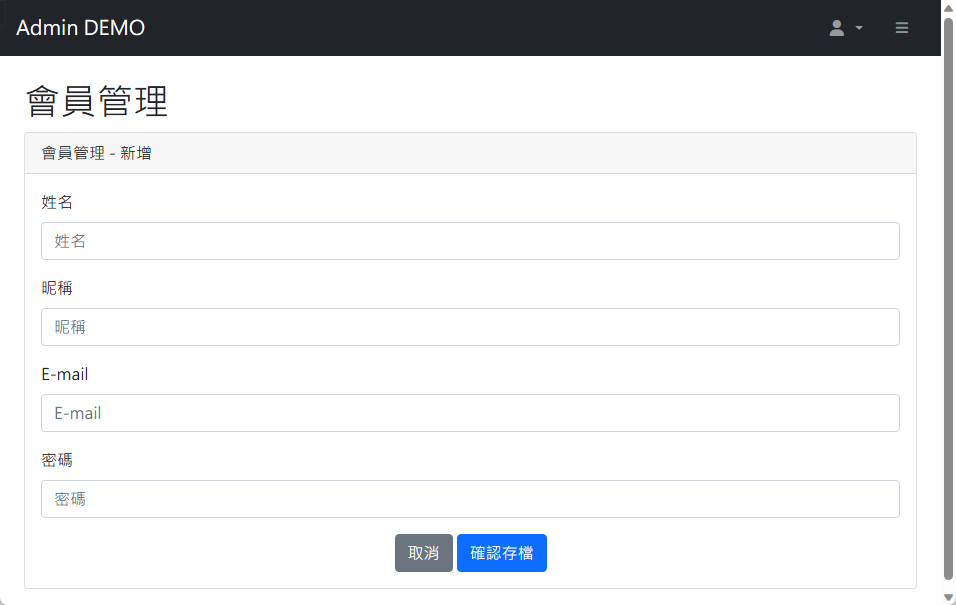 Admin DEMO
會員管理
會員管理 - 新增
姓名
姓名
昵稱
昵稱
E-mail
E-mail
密碼
密碼
取消 確認存檔